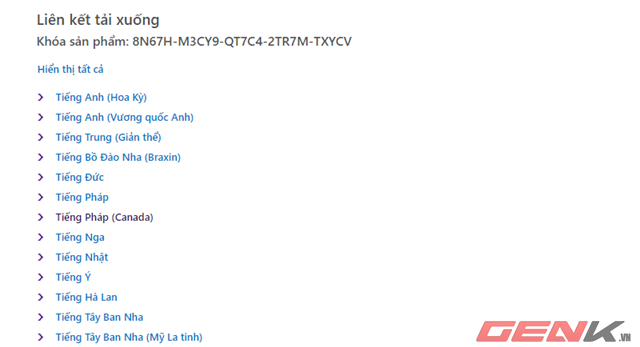 Liên kết tải xuống
Khóa sản phẩm: 8N67H-M3CY9-QT7C4-2TR7M-TXYCV
Hiển thị tất cả
Tiếng Anh (Hoa Kỳ)
Tiếng Anh (Vương quốc Anh)
Tiếng Trung (Giản thể)
Tiếng Bồ Đào Nha (Braxin)
Tiếng Đức
Tiếng Pháp
Tiếng Pháp (Canada)
Tiếng Nga
Tiếng Nhật
Tiếng Ý
Tiếng Hà Lan
Tiếng Tây Ban Nha
Tiếng Tây Ban Nha (Mỹ La tinh)
GENK.VN